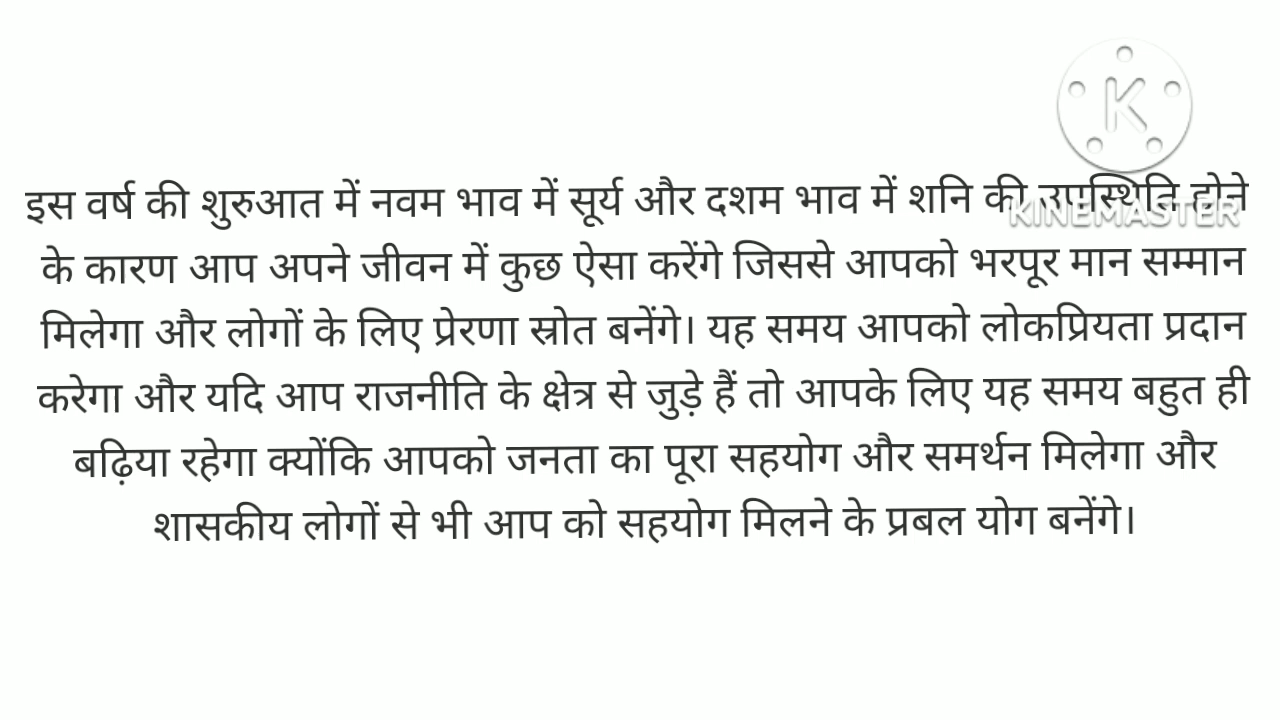 K
इस वर्ष की शुरुआत में नवम भाव में सूर्य और दशम भाव में शनि की उपस्थिति होने
KINEMASTER
के कारण आप अपने जीवन में कुछ ऐसा करेंगे जिससे आपको भरपूर मान सम्मान
मिलेगा और लोगों के लिए प्रेरणा स्रोत बनेंगे। यह समय आपको लोकप्रियता प्रदान
करेगा और यदि आप राजनीति के क्षेत्र से जुड़े हैं तो आपके लिए यह समय बहुत ही
बढ़िया रहेगा क्योंकि आपको जनता का पूरा सहयोग और समर्थन मिलेगा और
शासकीय लोगों से भी आप को सहयोग मिलने के प्रबल योग बनेंगे।